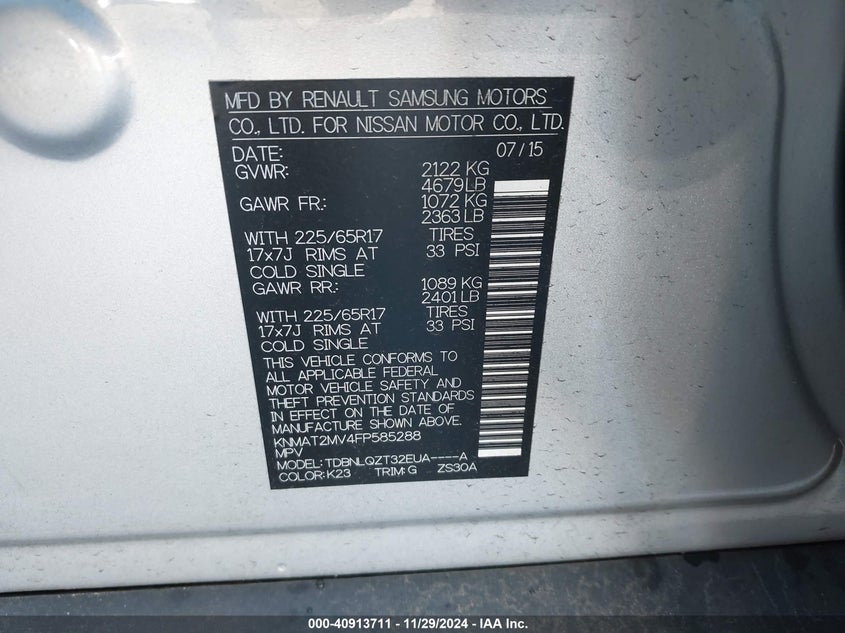 MFD BY RENAULT SAMSUNG MOTORS
CO., LTD. FOR NISSAN MOTOR CO., LTD.
DATE: 07/15
GVWR: 2122 KG
4679 LB
GAWR FR.: 1072 KG
2363 LB
WITH 225/65R17 TIRES
17x7J RIMS AT 33 PSI
COLD SINGLE
GAWR RR.: 1089 KG
2401 LB
WITH 225/65R17 TIRES
17x7J RIMS AT 33 PSI
COLD SINGLE
THIS VEHICLE CONFORMS TO
ALL APPLICABLE FEDERAL
MOTOR VEHICLE SAFETY AND
THEFT PREVENTION STANDARDS
IN EFFECT ON THE DATE OF
MANUFACTURE SHOWN ABOVE.
KNMAT2MV4FP585288
MPV
MODEL: TDBNLQZT32EUA----A
COLOR: K23 TRIM: G ZS30A
000-40913711 - 11/29/2024 - IAA Inc.